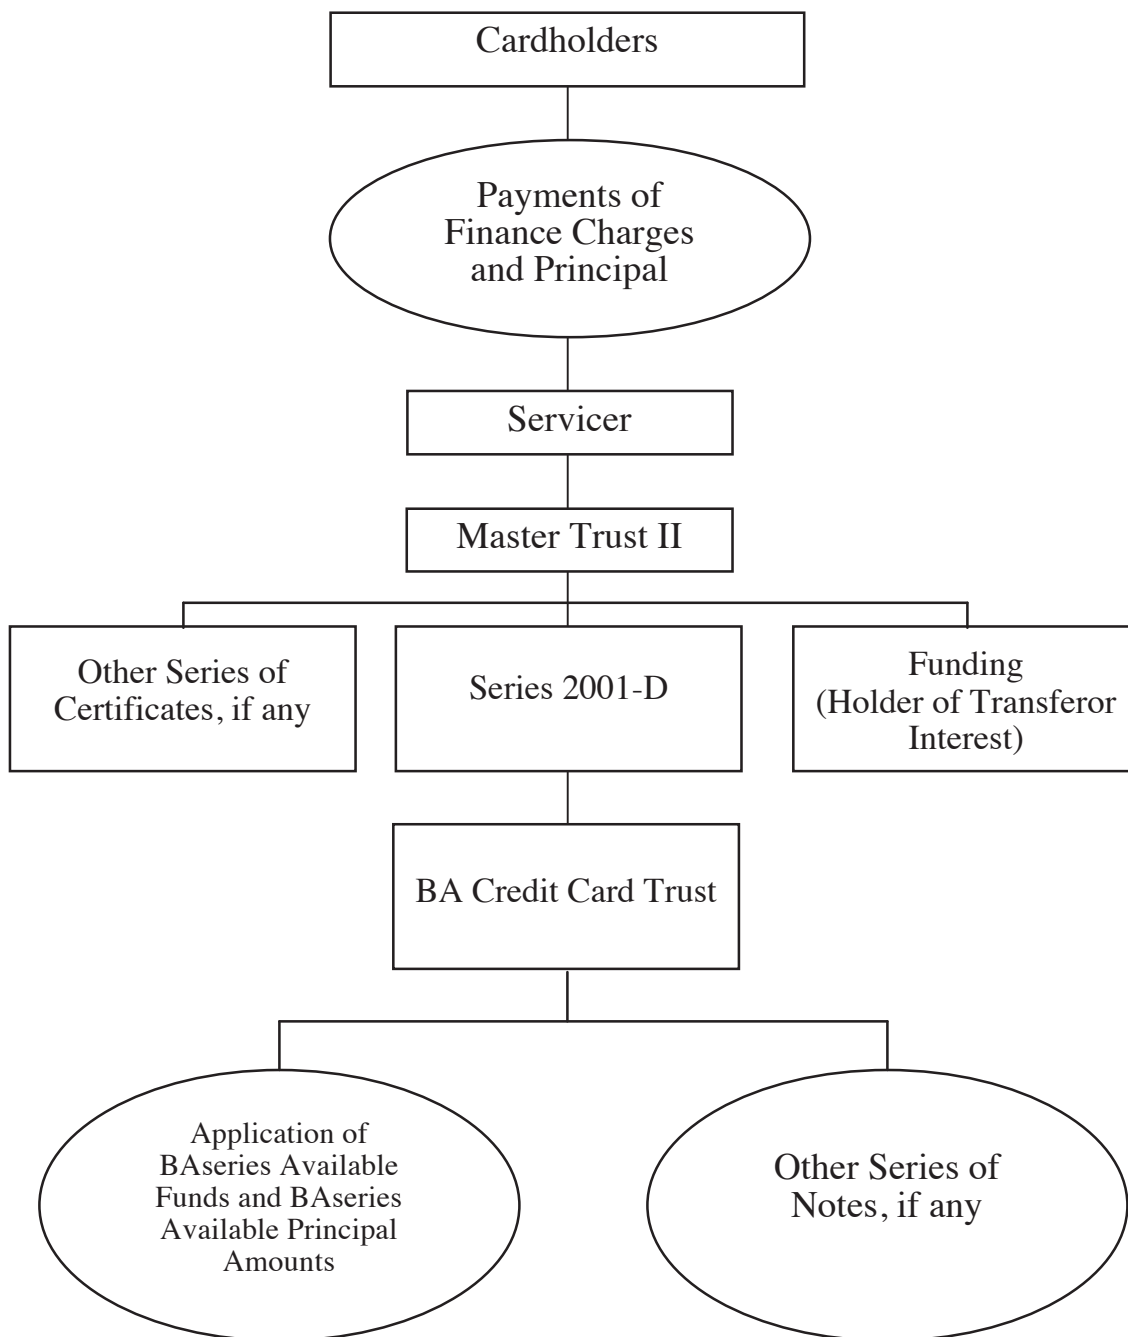 Cardholders
Payments of
Finance Charges
and Principal
Servicer
Master Trust II
Other Series of
Certificates, if any
Series 2001-D
Funding
(Holder of Transferor
Interest)
BA Credit Card Trust
Application of
BAseries Available
Funds and BAseries
Available Principal
Amounts
Other Series of
Notes, if any